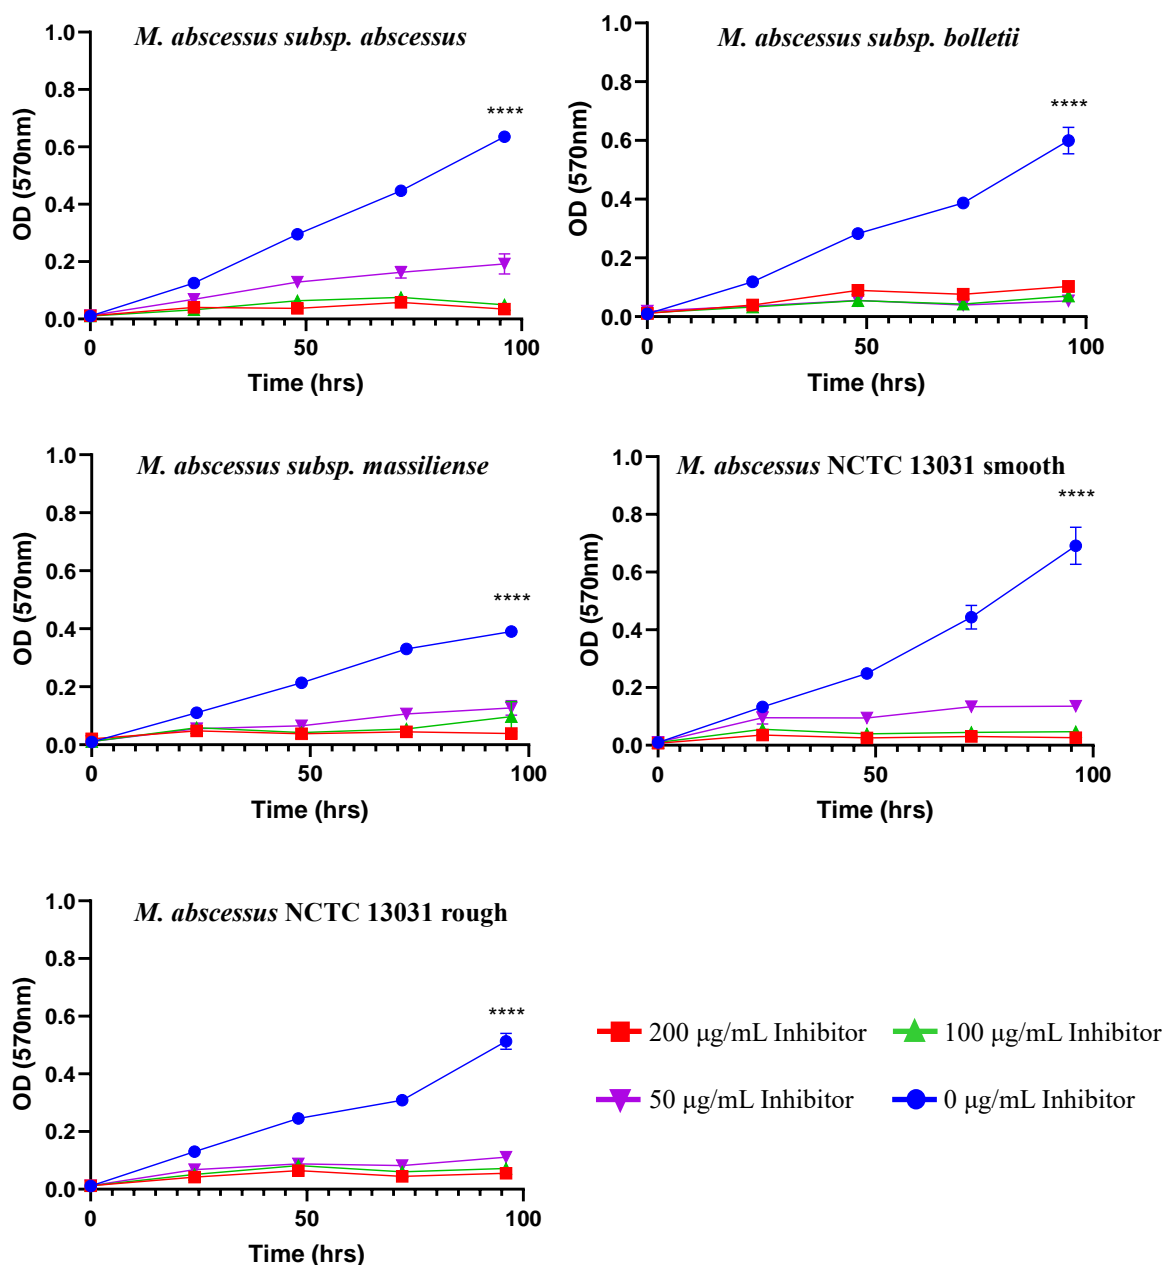 M. abscessus subsp. abscessus
****
OD (570nm)
1.0
0.8
0.6
0.4
0.2
0.0
0
50
100
Time (hrs)
M. abscessus subsp. bolletii
****
OD (570nm)
1.0
0.8
0.6
0.4
0.2
0.0
0
50
100
Time (hrs)
M. abscessus subsp. massiliense
****
OD (570nm)
1.0
0.8
0.6
0.4
0.2
0.0
0
50
100
Time (hrs)
M. abscessus NCTC 13031 smooth
****
OD (570nm)
1.0
0.8
0.6
0.4
0.2
0.0
0
50
100
Time (hrs)
M. abscessus NCTC 13031 rough
****
OD (570nm)
1.0
0.8
0.6
0.4
0.2
0.0
0
50
100
Time (hrs)
200 µg/mL Inhibitor
100 µg/mL Inhibitor
50 µg/mL Inhibitor
0 µg/mL Inhibitor